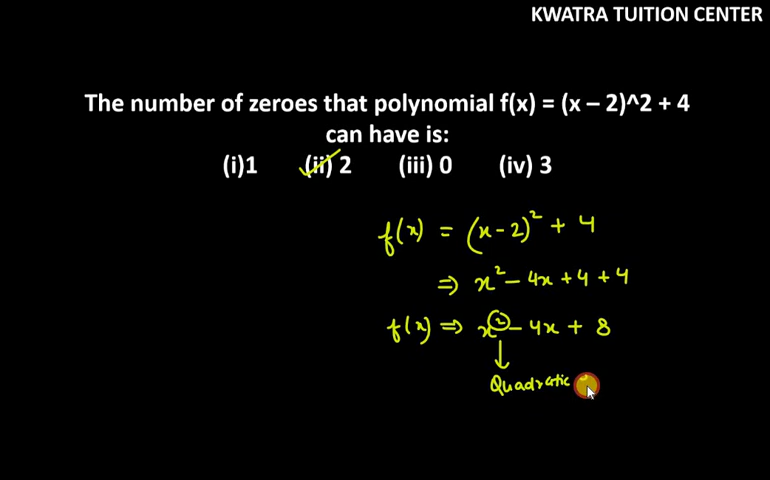 KWATRA TUITION CENTER
The number of zeroes that polynomial f(x) = (x – 2)^2 + 4
can have is:
(i)1 (ii) 2 (iii) 0 (iv) 3
f(x) = (x-2)² + 4
⇒ x² - 4x + 4 + 4
f(x) ⇒ x² - 4x + 8
↓
Quadratic